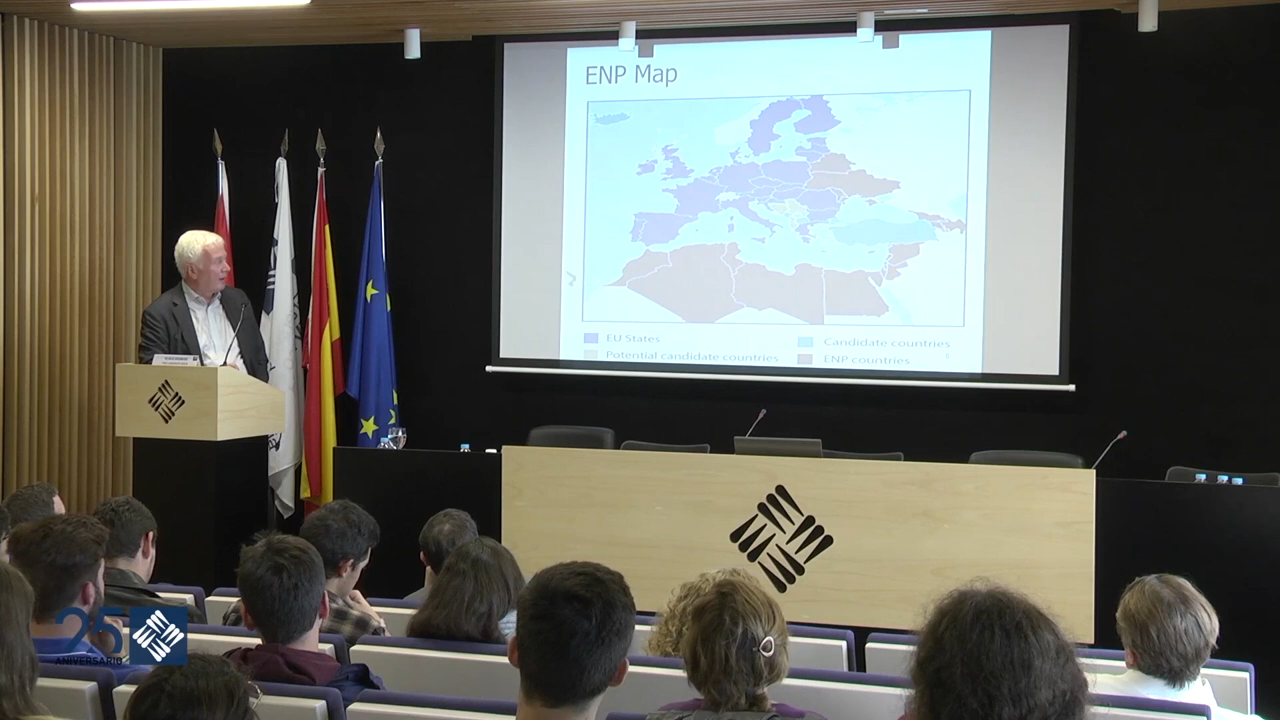 ENP Map
EU States
Candidate countries
Potential candidate countries
ENP countries
25
ANIVERSARIO